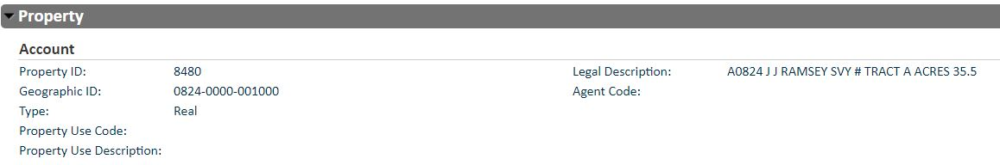 Property
Account
Property ID: 8480 Legal Description: A0824 J J RAMSEY SVY # TRACT A ACRES 35.5
Geographic ID: 0824-0000-001000 Agent Code:
Type: Real
Property Use Code:
Property Use Description: